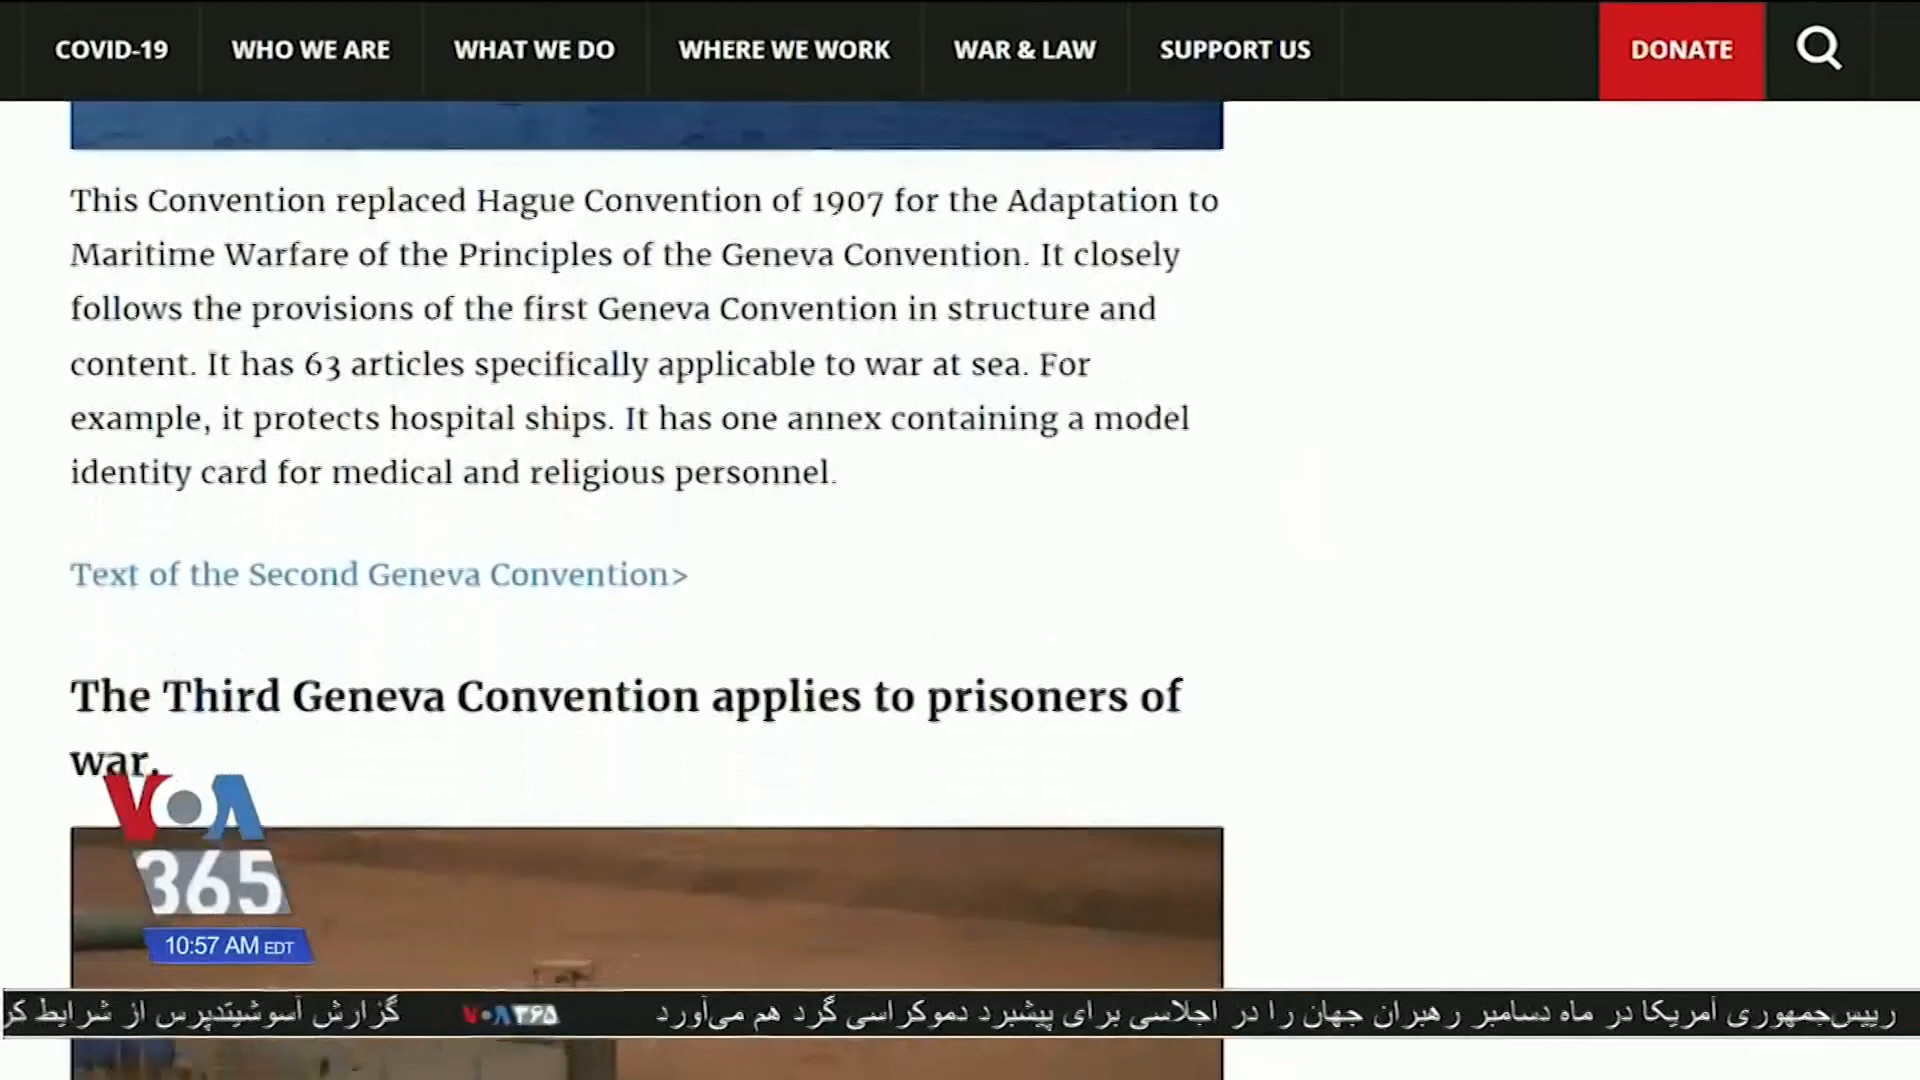 COVID-19
WHO WE ARE
WHAT WE DO
WHERE WE WORK
WAR & LAW
SUPPORT US
DONATE
This Convention replaced Hague Convention of 1907 for the Adaptation to
Maritime Warfare of the Principles of the Geneva Convention. It closely
follows the provisions of the first Geneva Convention in structure and
content. It has 63 articles specifically applicable to war at sea. For
example, it protects hospital ships. It has one annex containing a model
identity card for medical and religious personnel.
Text of the Second Geneva Convention>
The Third Geneva Convention applies to prisoners of
war.
VOA
365
10:57 AM EDT
رییس‌جمهوری آمریکا در ماه دسامبر رهبران جهان را در اجلاسی برای پیشبرد دموکراسی گرد هم می‌آورد
VOA ۳۶۵
گزارش آسوشیتدپرس از شرایط